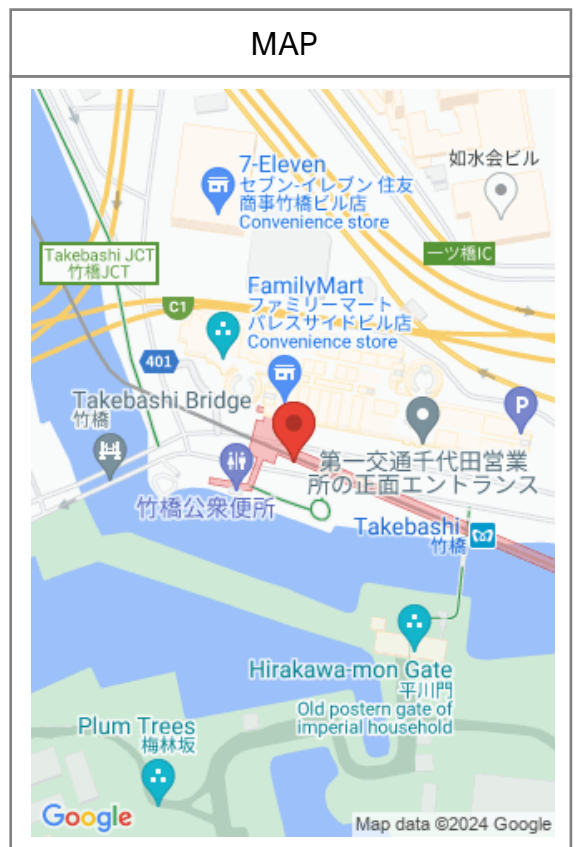 MAP
7-Eleven
セブン-イレブン 住友
商事竹橋ビル店
Convenience store
如水会ビル
Takebashi JCT
竹橋JCT
一ツ橋IC
FamilyMart
ファミリーマート
パレスサイドビル店
Convenience store
C1
401
Takebashi Bridge
竹橋
P
第一交通千代田営業
所の正面エントランス
竹橋公衆便所
Takebashi
竹橋
Hirakawa-mon Gate
平川門
Old postern gate of
imperial household
Plum Trees
梅林坂
Google
Map data ©2024 Google